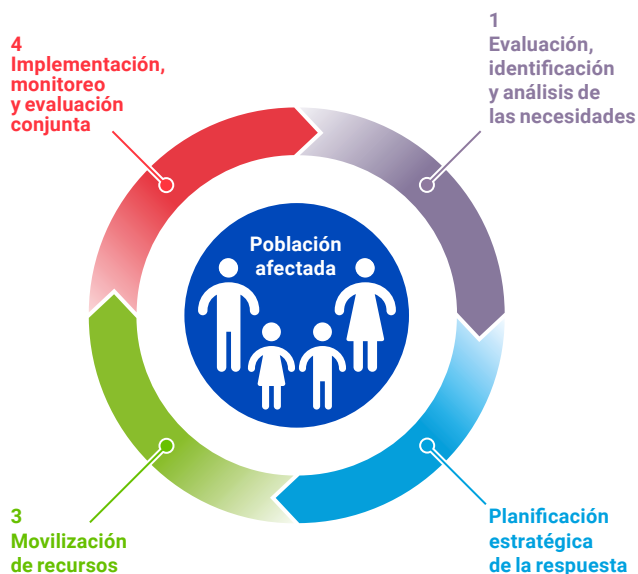 4
Implementación,
monitoreo
y evaluación
conjunta
1
Evaluación,
identificación
y análisis de
las necesidades
Población
afectada
3
Movilización
de recursos
Planificación
estratégica
de la respuesta